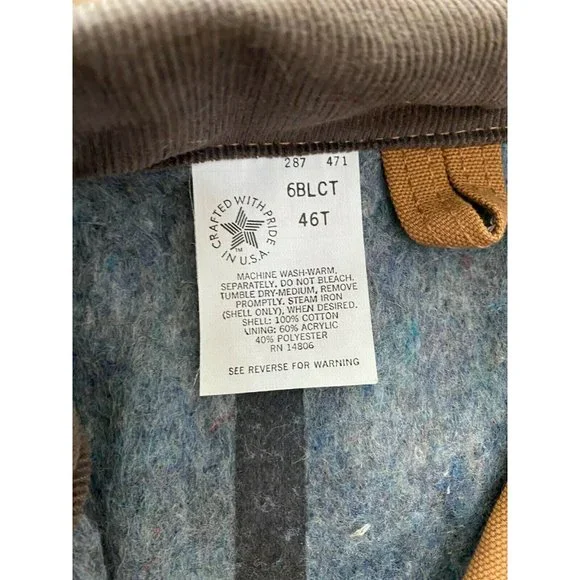 287 471
6BLCT
46T
CRAFTED WITH PRIDE
IN U.S.A.
TM
MACHINE WASH-WARM,
SEPARATELY. DO NOT BLEACH.
TUMBLE DRY-MEDIUM, REMOVE
PROMPTLY. STEAM IRON
(SHELL ONLY), WHEN DESIRED.
SHELL: 100% COTTON
LINING: 60% ACRYLIC
40% POLYESTER
RN 14806
SEE REVERSE FOR WARNING